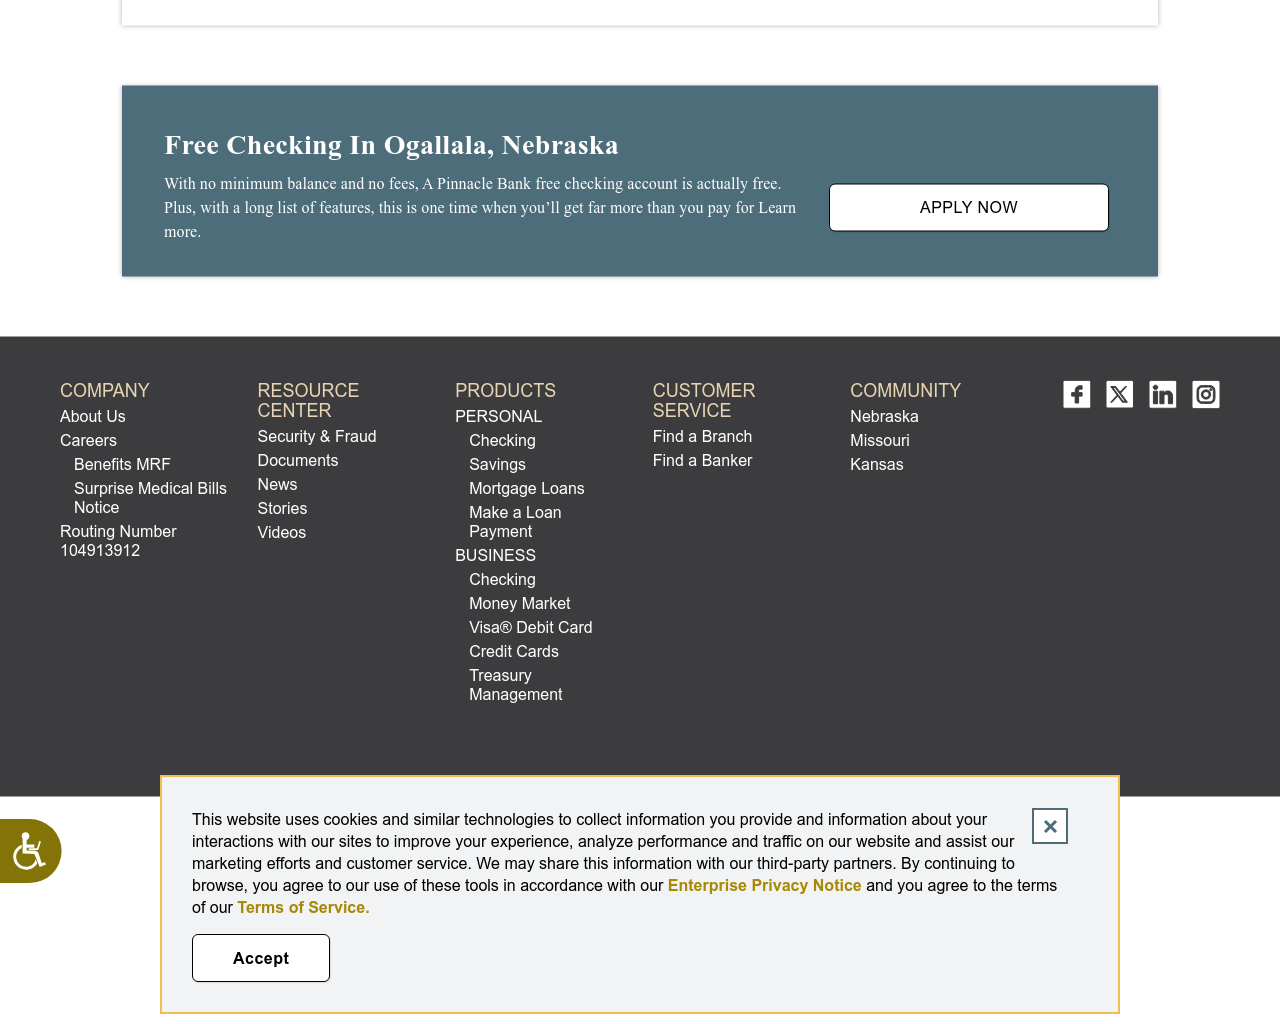 Free Checking In Ogallala, Nebraska
With no minimum balance and no fees, A Pinnacle Bank free checking account is actually free.
Plus, with a long list of features, this is one time when you’ll get far more than you pay for Learn
more.
APPLY NOW
COMPANY
About Us
Careers
Benefits MRF
Surprise Medical Bills
Notice
Routing Number
104913912
RESOURCE
CENTER
Security & Fraud
Documents
News
Stories
Videos
PRODUCTS
PERSONAL
Checking
Savings
Mortgage Loans
Make a Loan
Payment
BUSINESS
Checking
Money Market
Visa® Debit Card
Credit Cards
Treasury
Management
CUSTOMER
SERVICE
Find a Branch
Find a Banker
COMMUNITY
Nebraska
Missouri
Kansas
This website uses cookies and similar technologies to collect information you provide and information about your
interactions with our sites to improve your experience, analyze performance and traffic on our website and assist our
marketing efforts and customer service. We may share this information with our third-party partners. By continuing to
browse, you agree to our use of these tools in accordance with our Enterprise Privacy Notice and you agree to the terms
of our Terms of Service.
Accept